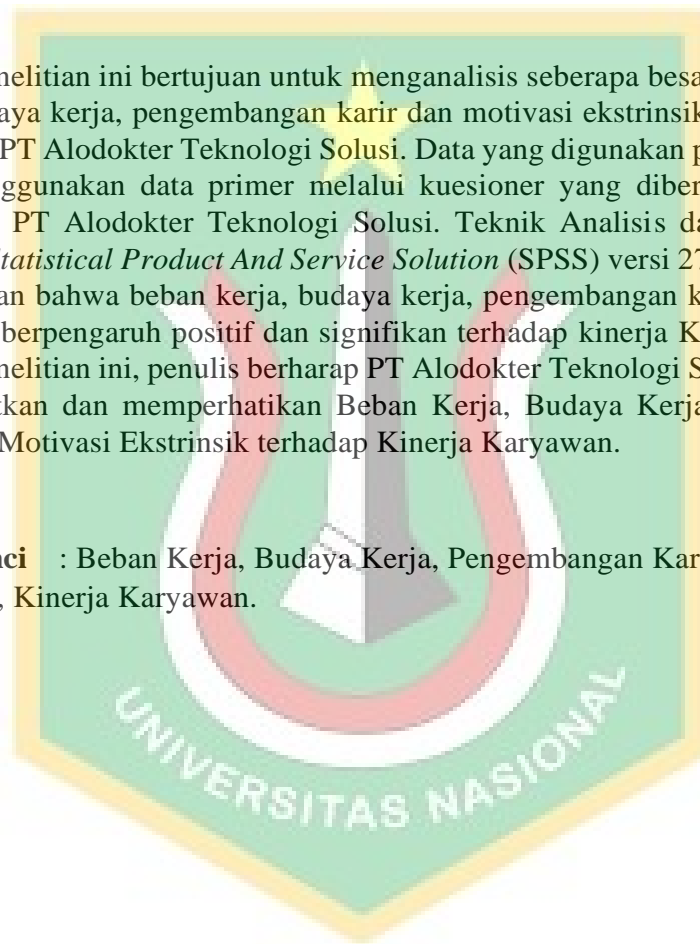 nelitian ini bertujuan untuk menganalisis seberapa besa
aya kerja, pengembangan karir dan motivasi ekstrinsik
PT Alodokter Teknologi Solusi. Data yang digunakan p
ggunakan data primer melalui kuesioner yang diber
PT Alodokter Teknologi Solusi. Teknik Analisis da
tatistical Product And Service Solution (SPSS) versi 27
an bahwa beban kerja, budaya kerja, pengembangan k
berpengaruh positif dan signifikan terhadap kinerja K
nelitian ini, penulis berharap PT Alodokter Teknologi S
tkan dan memperhatikan Beban Kerja, Budaya Kerja
Motivasi Ekstrinsik terhadap Kinerja Karyawan.
nci : Beban Kerja, Budaya Kerja, Pengembangan Kar
, Kinerja Karyawan.
UNIVERSITAS NASIONAL